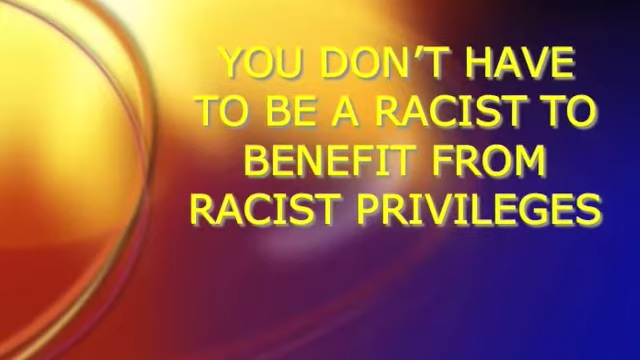 YOU DON’T HAVE
TO BE A RACIST TO
BENEFIT FROM
RACIST PRIVILEGES